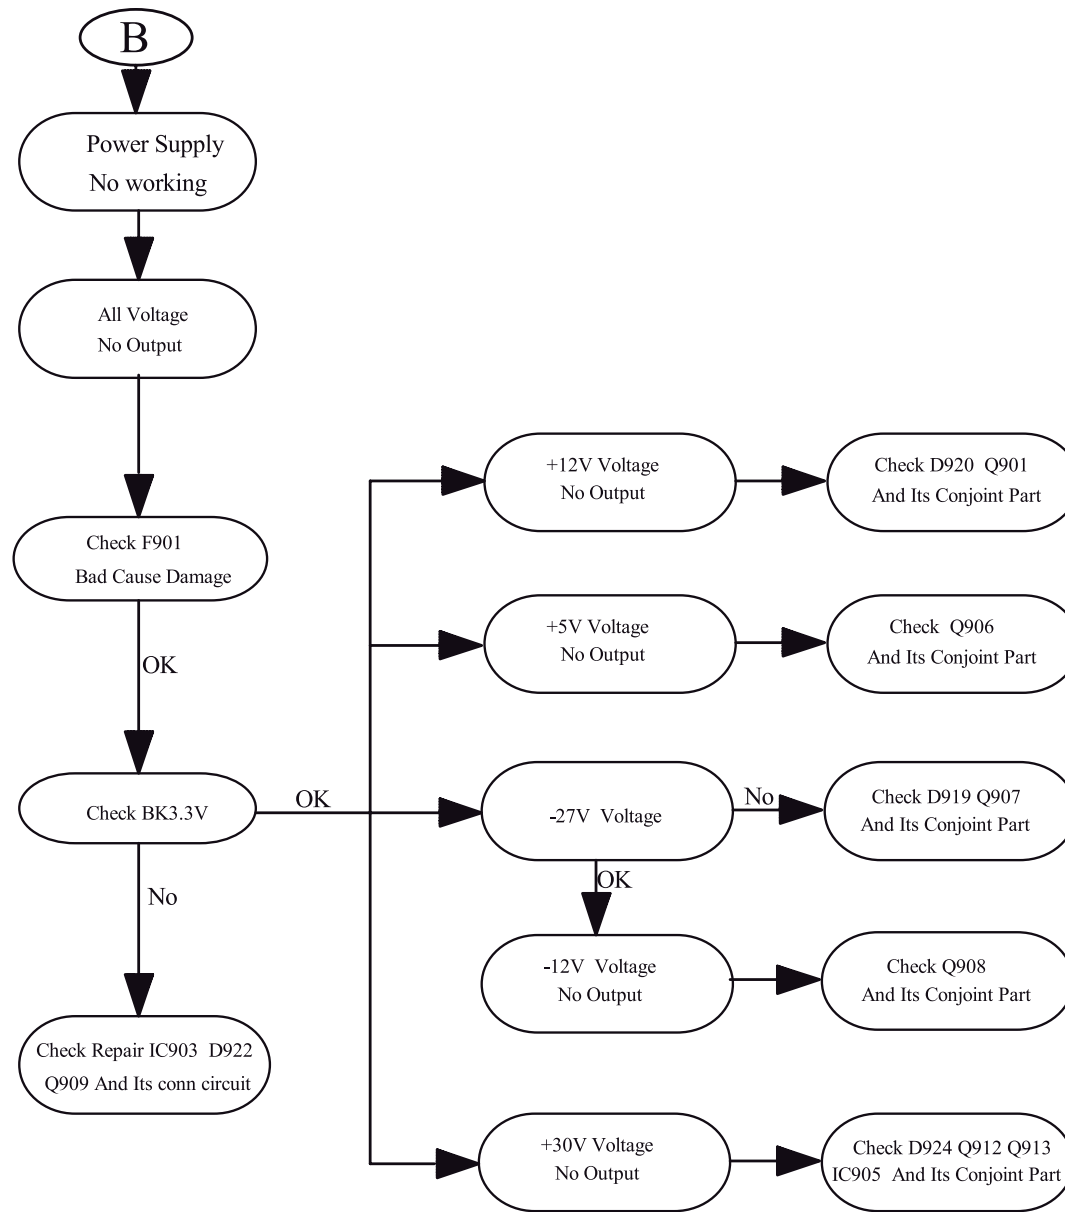 B
Power Supply
No working
All Voltage
No Output
Check F901
Bad Cause Damage
OK
Check BK3.3V
OK
No
Check Repair IC903 D922
Q909 And Its conn circuit
+12V Voltage
No Output
Check D920 Q901
And Its Conjoint Part
+5V Voltage
No Output
Check Q906
And Its Conjoint Part
-27V Voltage
No
Check D919 Q907
And Its Conjoint Part
OK
-12V Voltage
No Output
Check Q908
And Its Conjoint Part
+30V Voltage
No Output
Check D924 Q912 Q913
IC905 And Its Conjoint Part